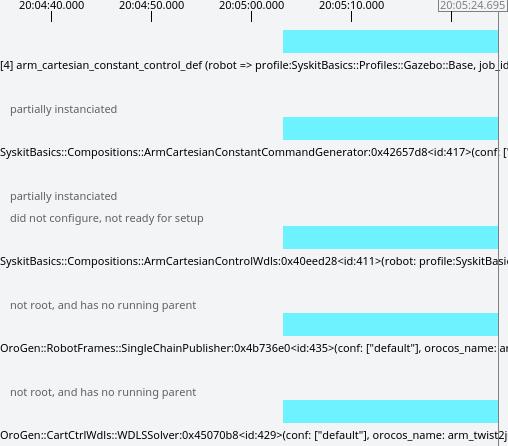 20:04:40.000 20:04:50.000 20:05:00.000 20:05:10.000 20:05:24.695
[4] arm_cartesian_constant_control_def (robot => profile:SyskitBasics::Profiles::Gazebo::Base, job_id
partially instanciated
SyskitBasics::Compositions::ArmCartesianConstantCommandGenerator:0x42657d8<id:417>(conf: ["
partially instanciated
did not configure, not ready for setup
SyskitBasics::Compositions::ArmCartesianControlWdls:0x40eed28<id:411>(robot: profile:SyskitBasi
not root, and has no running parent
OroGen::RobotFrames::SingleChainPublisher:0x4b736e0<id:435>(conf: ["default"], orocos_name: ar
not root, and has no running parent
OroGen::CartCtrlWdls::WDLSSolver:0x45070b8<id:429>(conf: ["default"], orocos_name: arm_twist2j